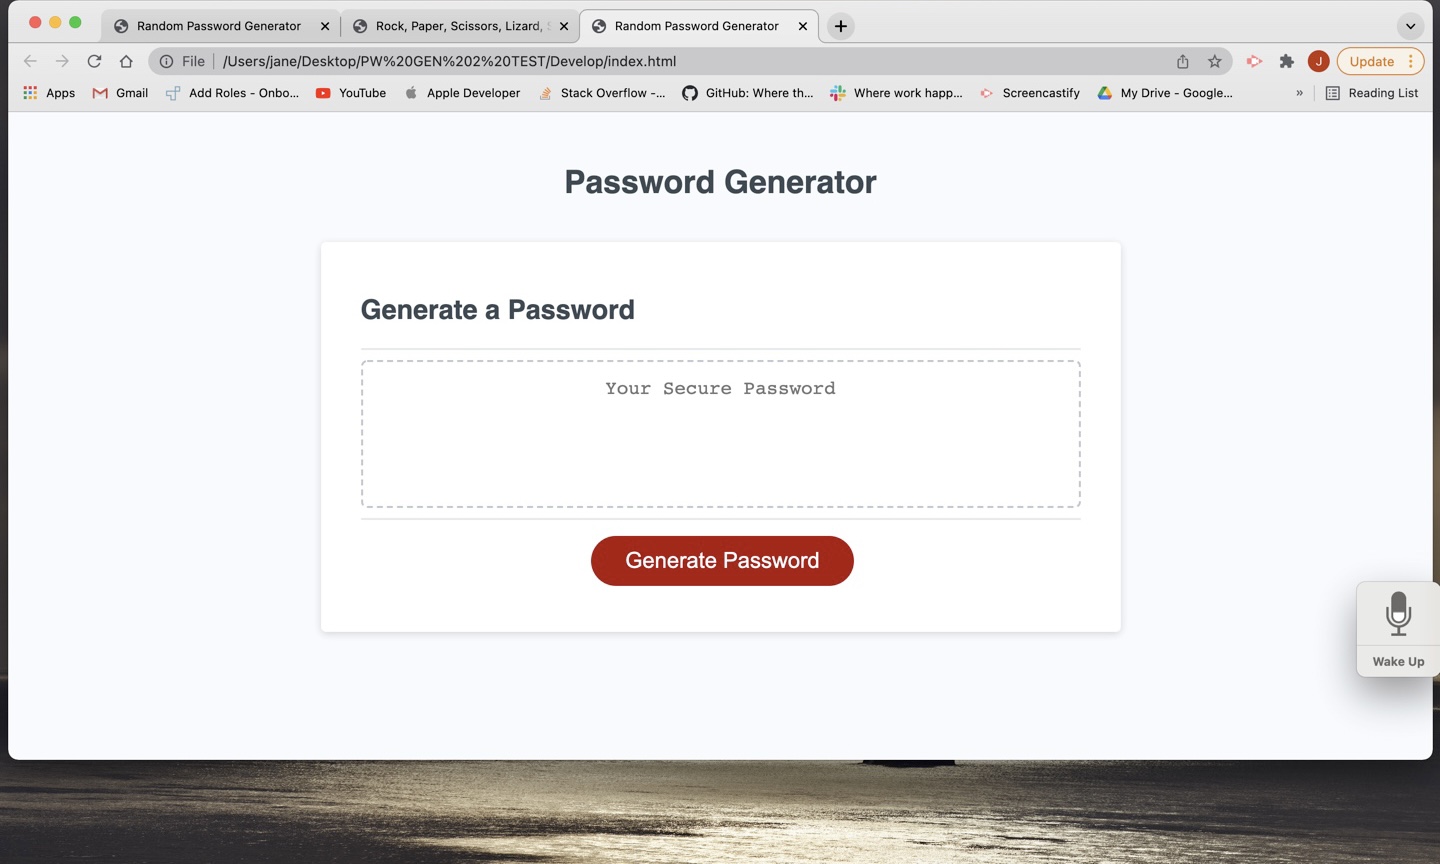 Random Password Generator
Rock, Paper, Scissors, Lizard,
Random Password Generator
File
/Users/jane/Desktop/PW%20GEN%202%20TEST/Develop/index.html
J
Update
Apps
Gmail
Add Roles - Onbo...
YouTube
Apple Developer
Stack Overflow -...
GitHub: Where th...
Where work happ...
Screencastify
My Drive - Google...
»
Reading List
Password Generator
Generate a Password
Your Secure Password
Generate Password
Wake Up